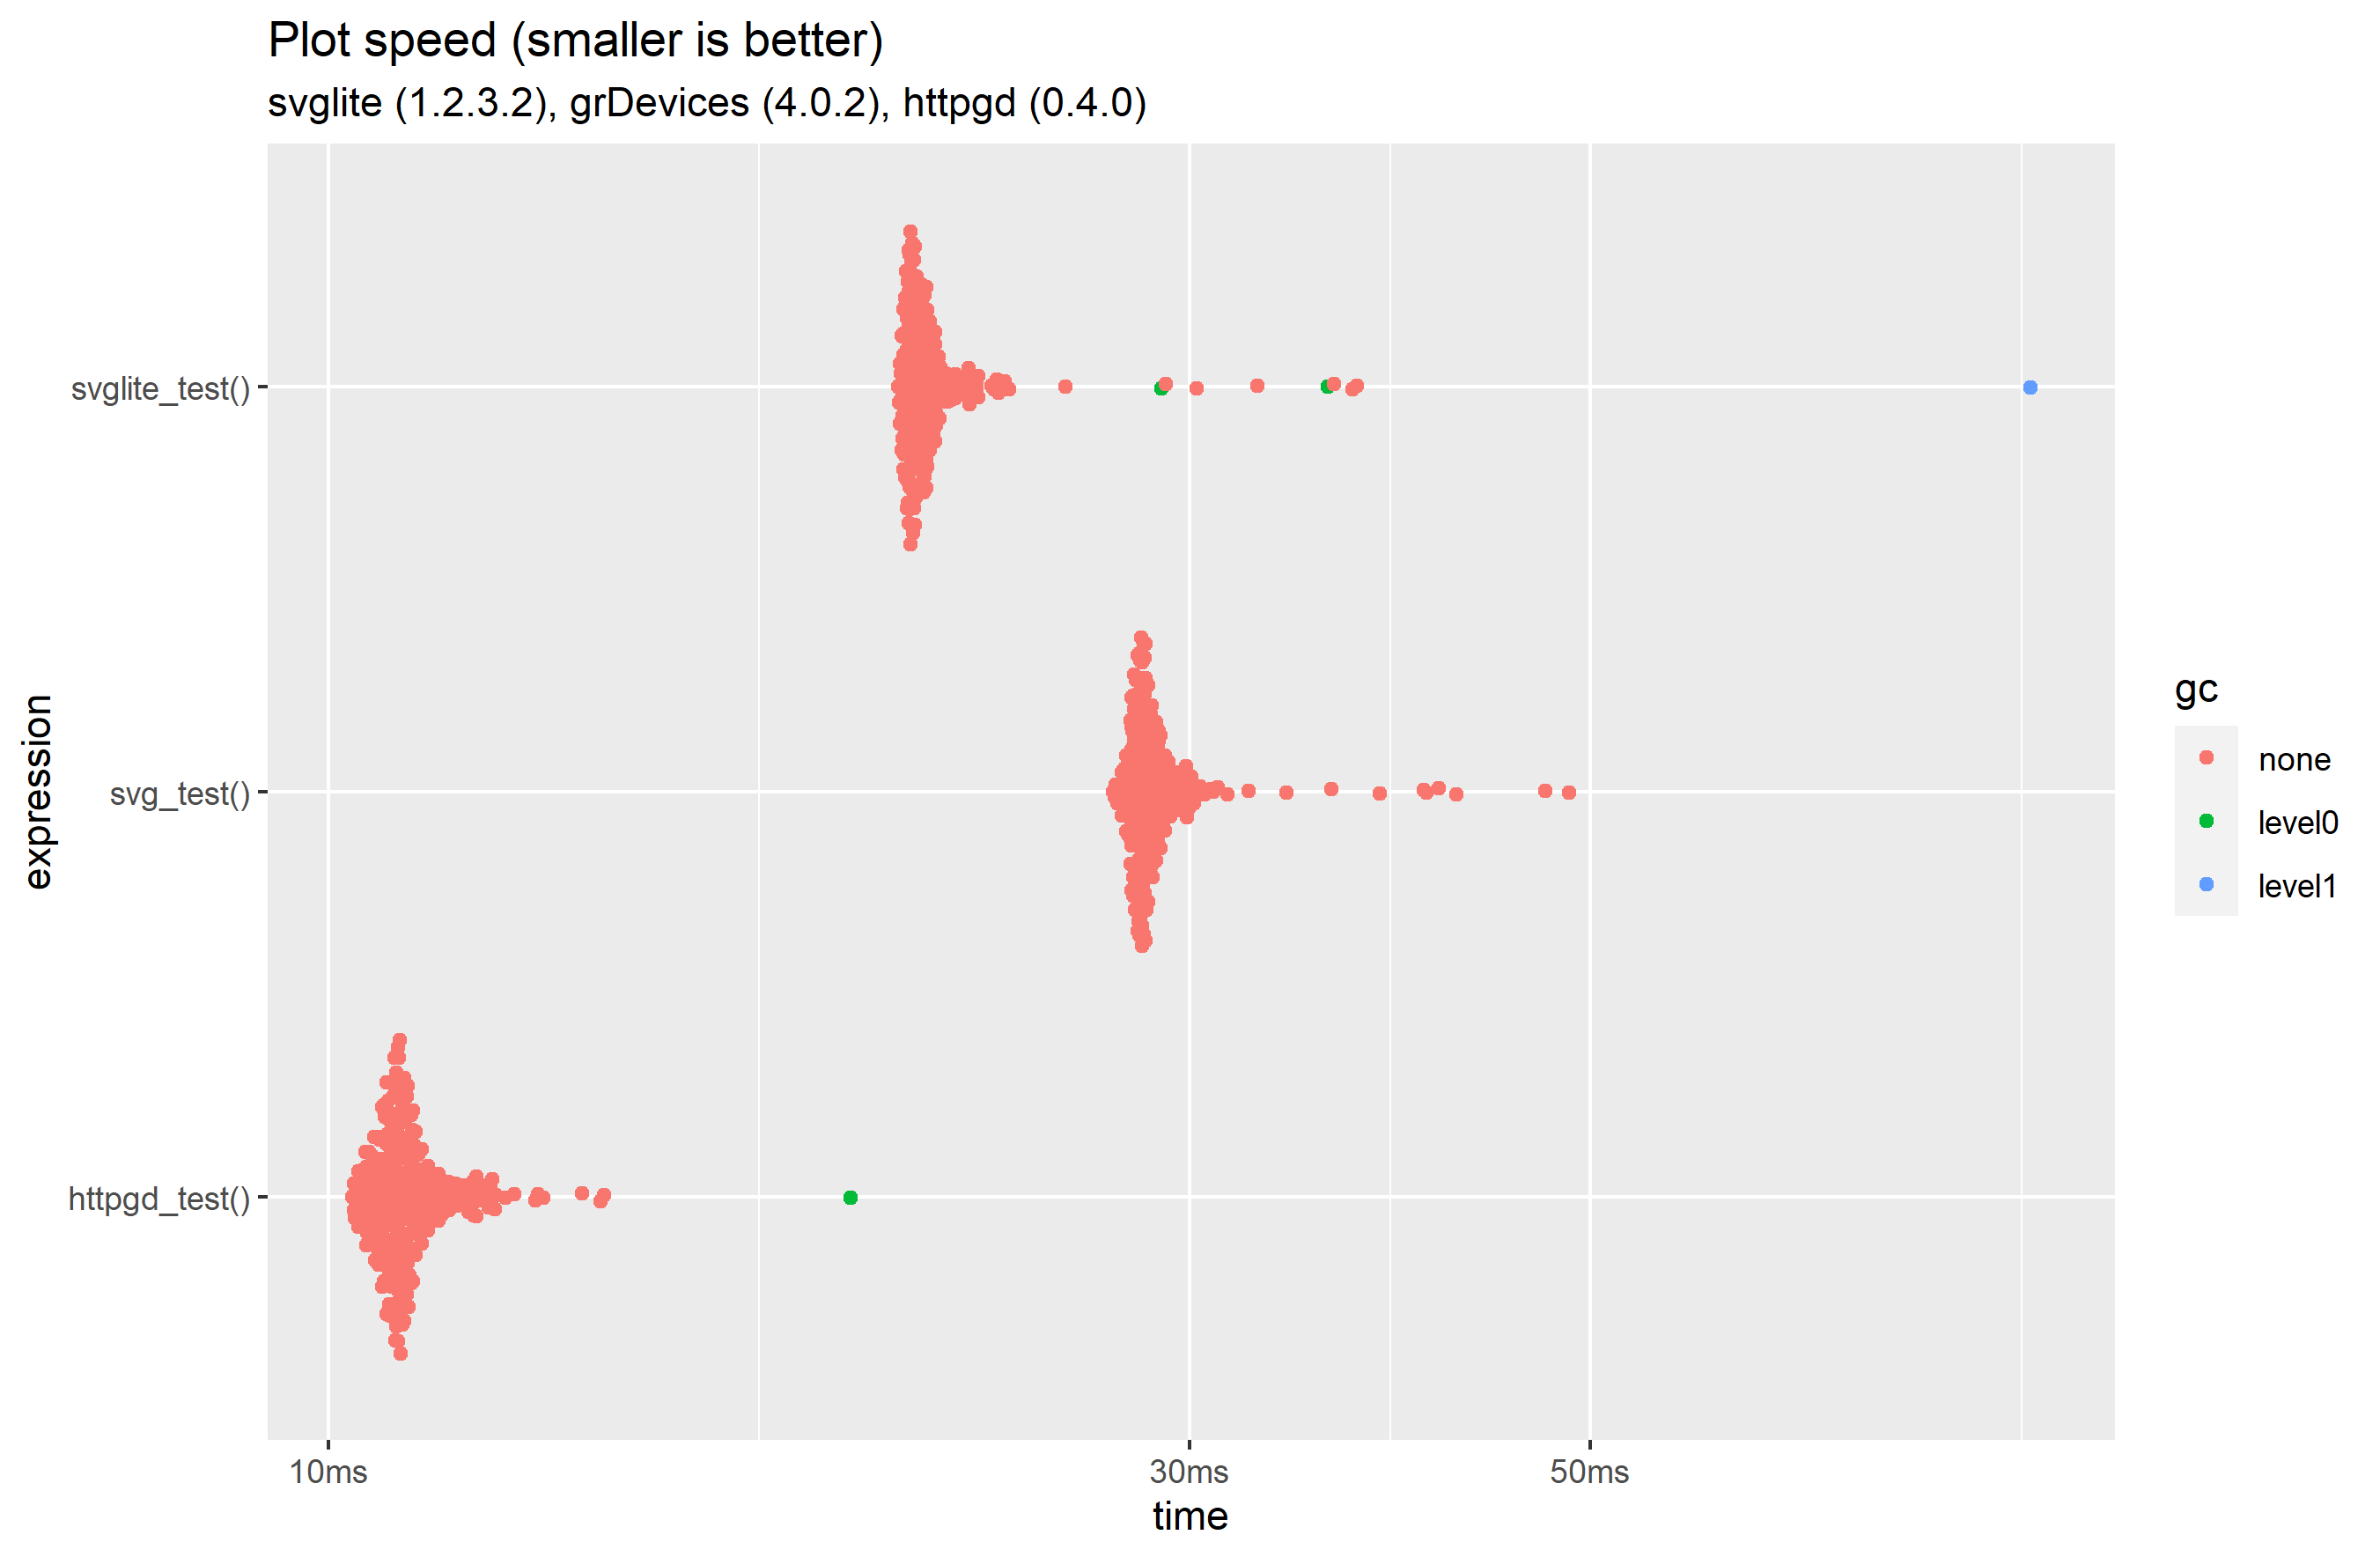 Plot speed (smaller is better)
svglite (1.2.3.2), grDevices (4.0.2), httpgd (0.4.0)
svglite_test()
svg_test()
httpgd_test()
expression
10ms
30ms
50ms
time
gc
none
level0
level1